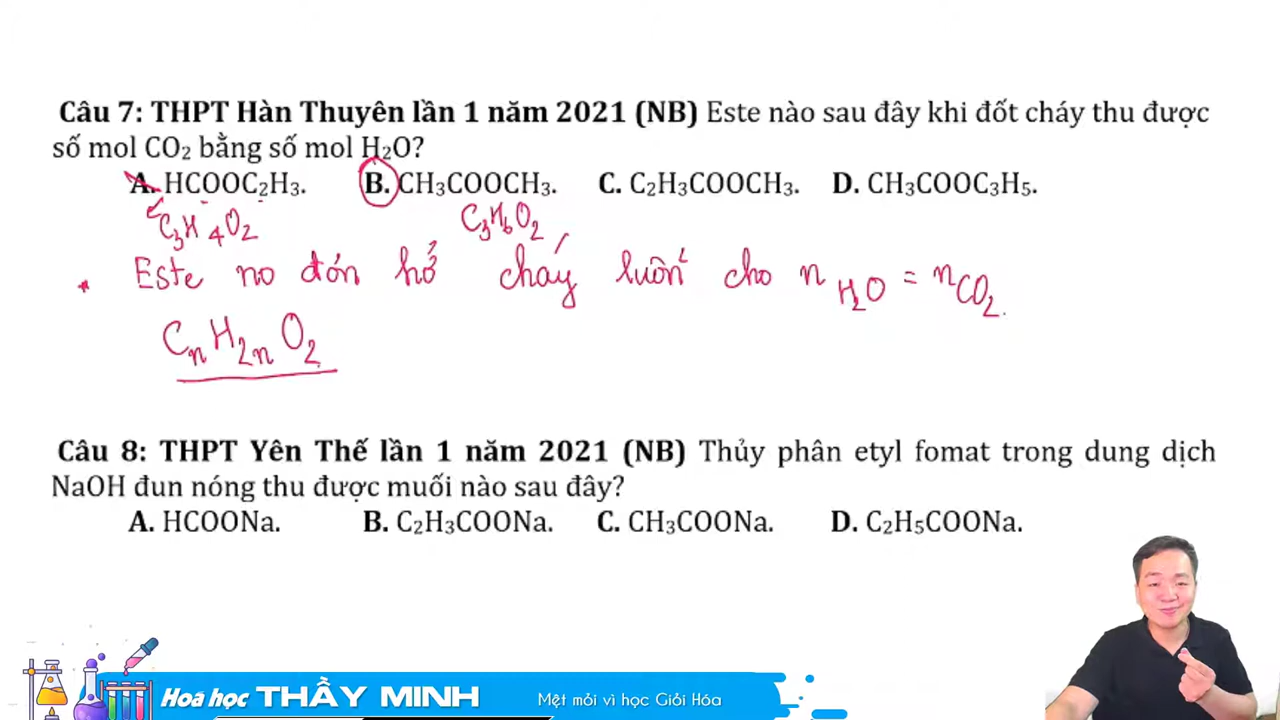 Câu 7: THPT Hàn Thuyên lần 1 năm 2021 (NB) Este nào sau đây khi đốt cháy thu được
số mol CO₂ bằng số mol H₂O?
A. HCOOC₂H₃. B. CH₃COOCH₃. C. C₂H₃COOCH₃. D. CH₃COOC₃H₅.
C₃H₄O₂ C₃H₆O₂
* Este no đơn hở cháy luôn cho n H₂O = n CO₂
CₙH₂ₙO₂
Câu 8: THPT Yên Thế lần 1 năm 2021 (NB) Thủy phân etyl fomat trong dung dịch
NaOH đun nóng thu được muối nào sau đây?
A. HCOONa. B. C₂H₃COONa. C. CH₃COONa. D. C₂H₅COONa.
Hoá học THẦY MINH Mệt mỏi vì học Giỏi Hóa